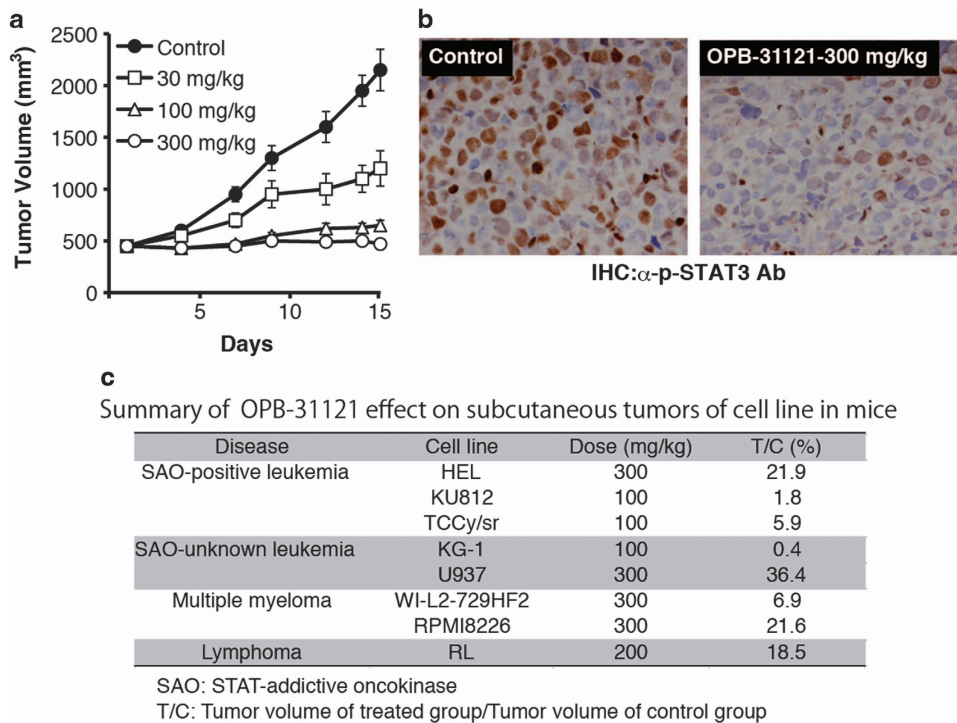 a
Tumor Volume (mm³)
2500
2000
1500
1000
500
0
Control
30 mg/kg
100 mg/kg
300 mg/kg
5
10
15
Days
b
Control
OPB-31121-300 mg/kg
IHC:α-p-STAT3 Ab
c
Summary of OPB-31121 effect on subcutaneous tumors of cell line in mice
Disease Cell line Dose (mg/kg) T/C (%)
SAO-positive leukemia HEL 300 21.9
KU812 100 1.8
TCCy/sr 100 5.9
SAO-unknown leukemia KG-1 100 0.4
U937 300 36.4
Multiple myeloma WI-L2-729HF2 300 6.9
RPMI8226 300 21.6
Lymphoma RL 200 18.5
SAO: STAT-addictive oncokinase
T/C: Tumor volume of treated group/Tumor volume of control group